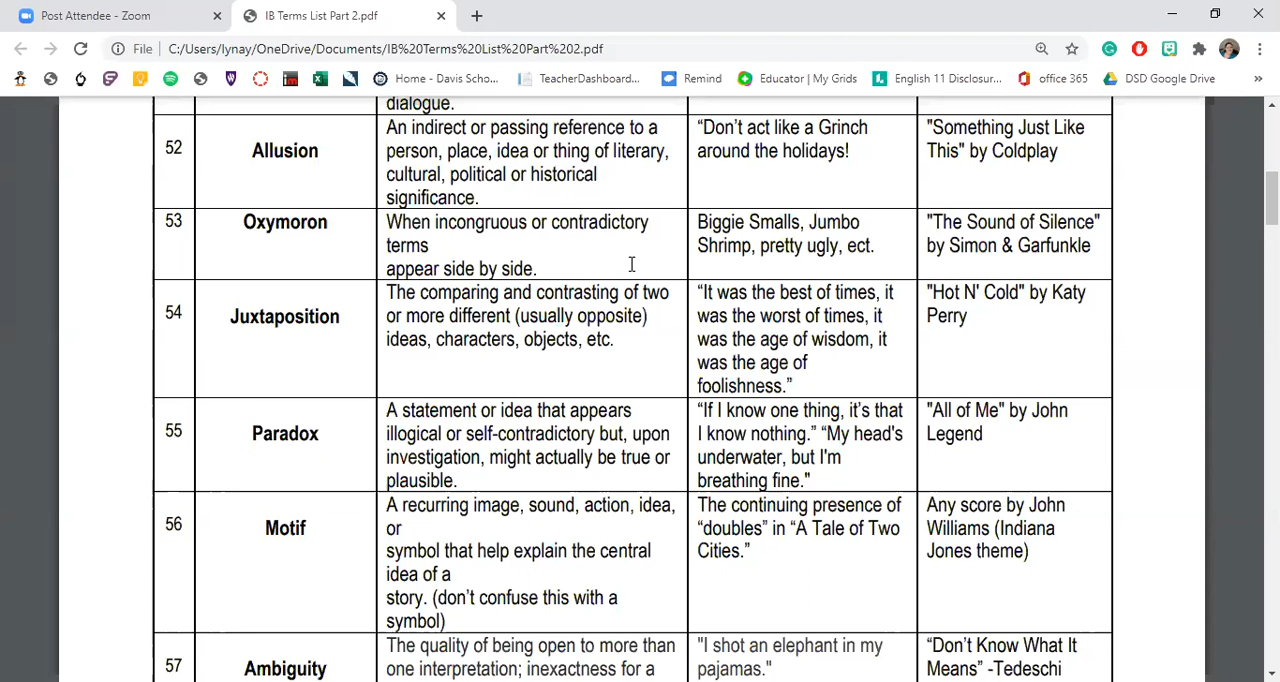 Post Attendee - Zoom
IB Terms List Part 2.pdf
File
C:/Users/lynay/OneDrive/Documents/IB%20Terms%20List%20Part%202.pdf
Home - Davis Scho...
TeacherDashboard...
Remind
Educator | My Grids
English 11 Disclosur...
office 365
DSD Google Drive
»
dialogue.
52
Allusion
An indirect or passing reference to a
person, place, idea or thing of literary,
cultural, political or historical
significance.
“Don’t act like a Grinch
around the holidays!
"Something Just Like
This" by Coldplay
53
Oxymoron
When incongruous or contradictory
terms
appear side by side.
Biggie Smalls, Jumbo
Shrimp, pretty ugly, ect.
"The Sound of Silence"
by Simon & Garfunkle
54
Juxtaposition
The comparing and contrasting of two
or more different (usually opposite)
ideas, characters, objects, etc.
“It was the best of times, it
was the worst of times, it
was the age of wisdom, it
was the age of
foolishness.”
"Hot N' Cold" by Katy
Perry
55
Paradox
A statement or idea that appears
illogical or self-contradictory but, upon
investigation, might actually be true or
plausible.
“If I know one thing, it’s that
I know nothing.” “My head's
underwater, but I'm
breathing fine."
"All of Me" by John
Legend
56
Motif
A recurring image, sound, action, idea,
or
symbol that help explain the central
idea of a
story. (don’t confuse this with a
symbol)
The continuing presence of
“doubles” in “A Tale of Two
Cities.”
Any score by John
Williams (Indiana
Jones theme)
57
Ambiguity
The quality of being open to more than
one interpretation; inexactness for a
"I shot an elephant in my
pajamas."
“Don’t Know What It
Means” -Tedeschi